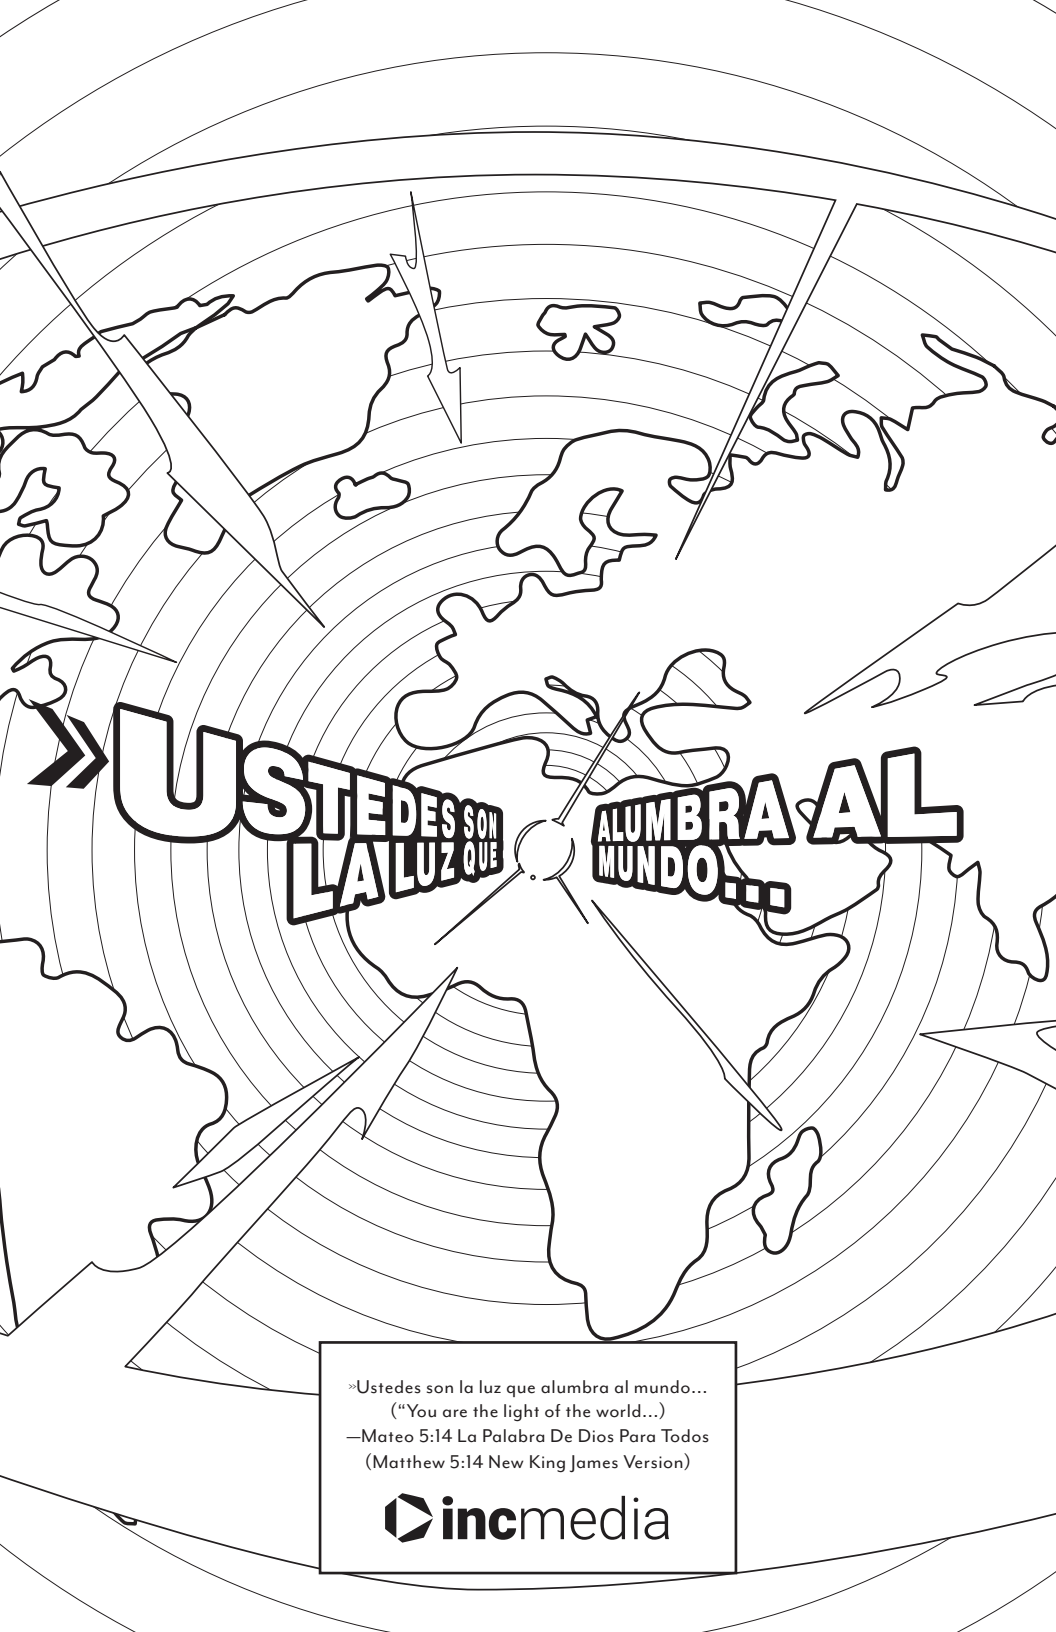 »USTEDES SON
LA LUZ QUE
ALUMBRA AL
MUNDO...
»Ustedes son la luz que alumbra al mundo...
(“You are the light of the world...)
—Mateo 5:14 La Palabra De Dios Para Todos
(Matthew 5:14 New King James Version)
incmedia